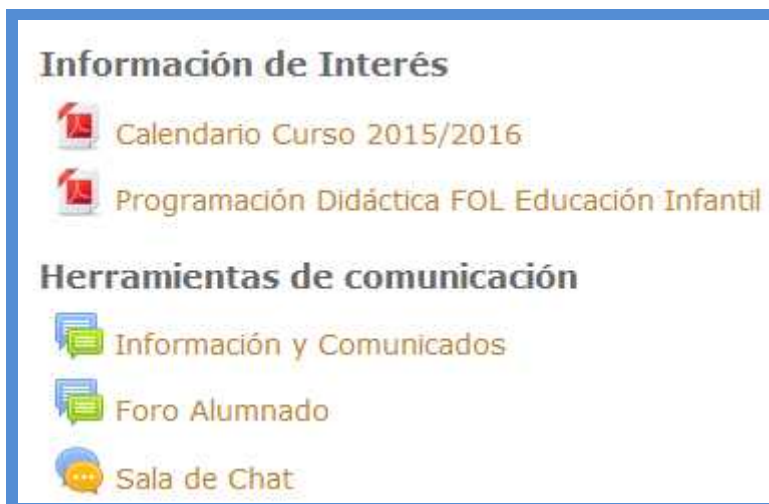 Información de Interés
Calendario Curso 2015/2016
Programación Didáctica FOL Educación Infantil
Herramientas de comunicación
Información y Comunicados
Foro Alumnado
Sala de Chat